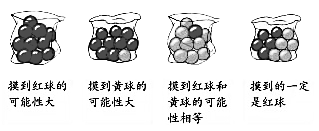 摸到红球的
可能性大
摸到黄球的
可能性大
摸到红球和
黄球的可能
性相等
摸到的一定
是红球